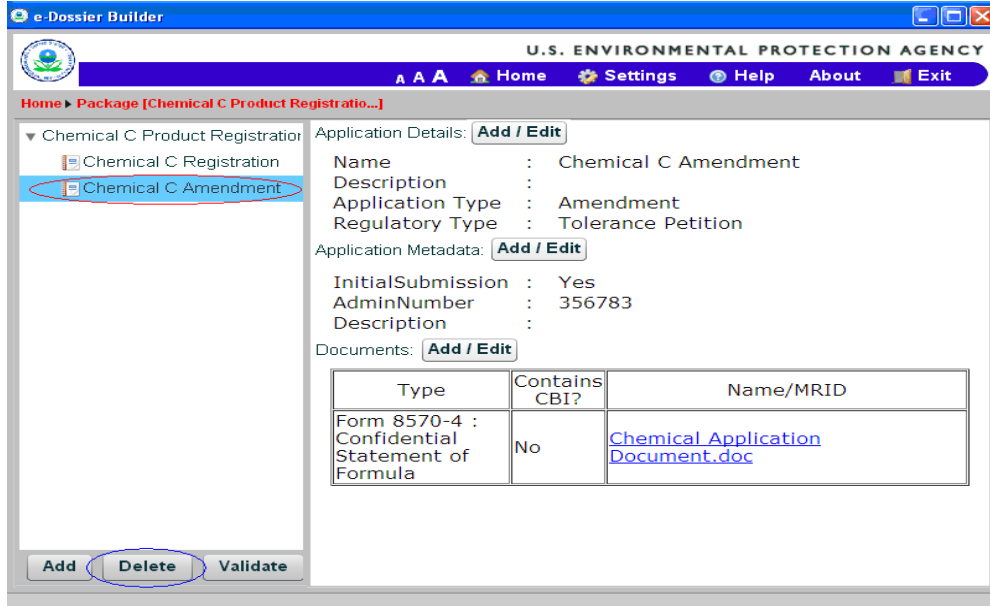 e-Dossier Builder
U.S. ENVIRONMENTAL PROTECTION AGENCY
A A A Home Settings Help About Exit
Home Package [Chemical C Product Registratio...]
Chemical C Product Registration
Chemical C Registration
Chemical C Amendment
Add Delete Validate
Application Details: Add / Edit
Name : Chemical C Amendment
Description :
Application Type : Amendment
Regulatory Type : Tolerance Petition
Application Metadata: Add / Edit
InitialSubmission : Yes
AdminNumber : 356783
Description :
Documents: Add / Edit
Type
Contains
CBI?
Name/MRID
Form 8570-4 :
Confidential
Statement of
Formula
No
Chemical Application
Document.doc